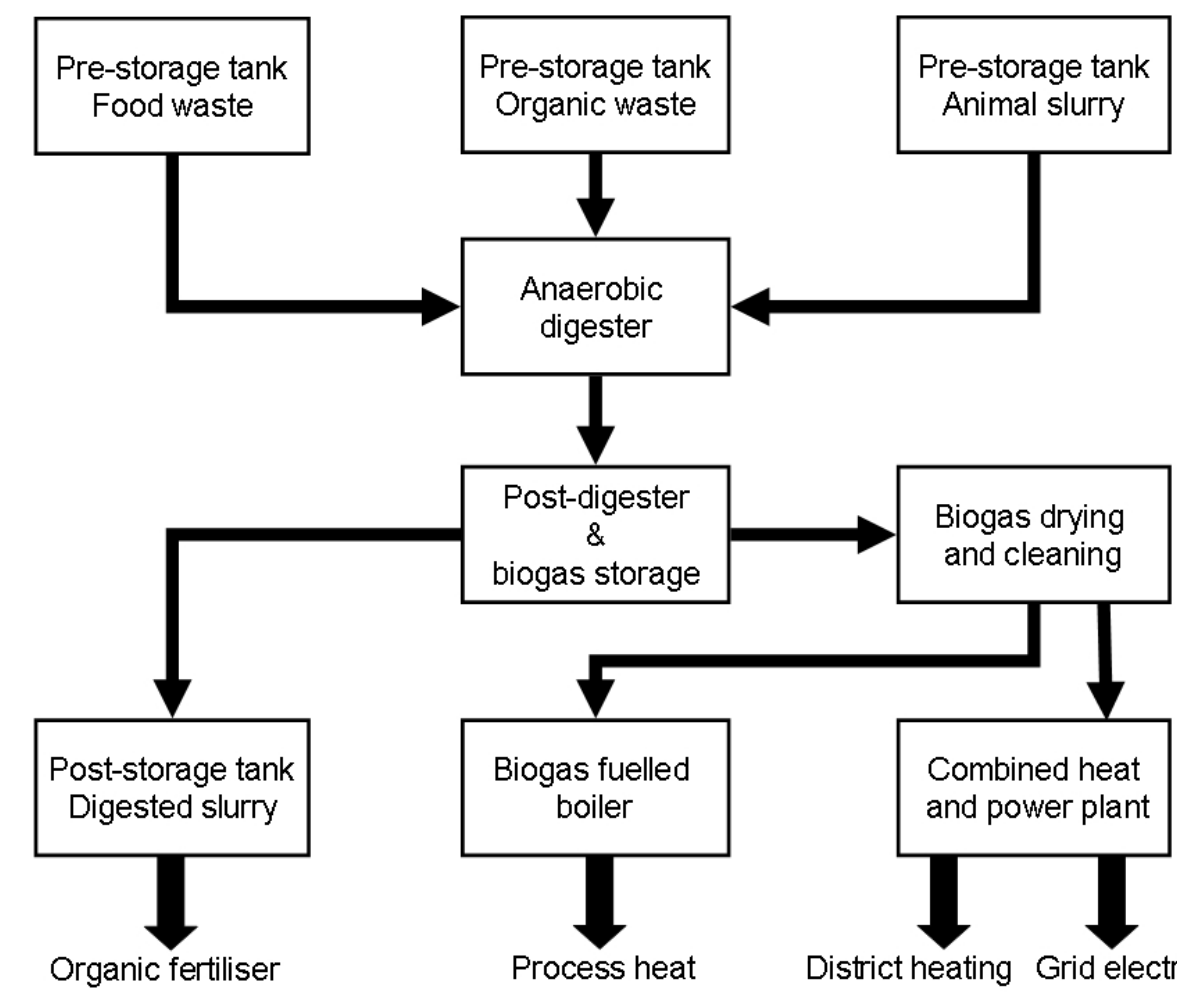 Pre-storage tank
Food waste
Pre-storage tank
Organic waste
Pre-storage tank
Animal slurry
Anaerobic
digester
Post-digester
&
biogas storage
Biogas drying
and cleaning
Post-storage tank
Digested slurry
Biogas fuelled
boiler
Combined heat
and power plant
Organic fertiliser
Process heat
District heating
Grid electr